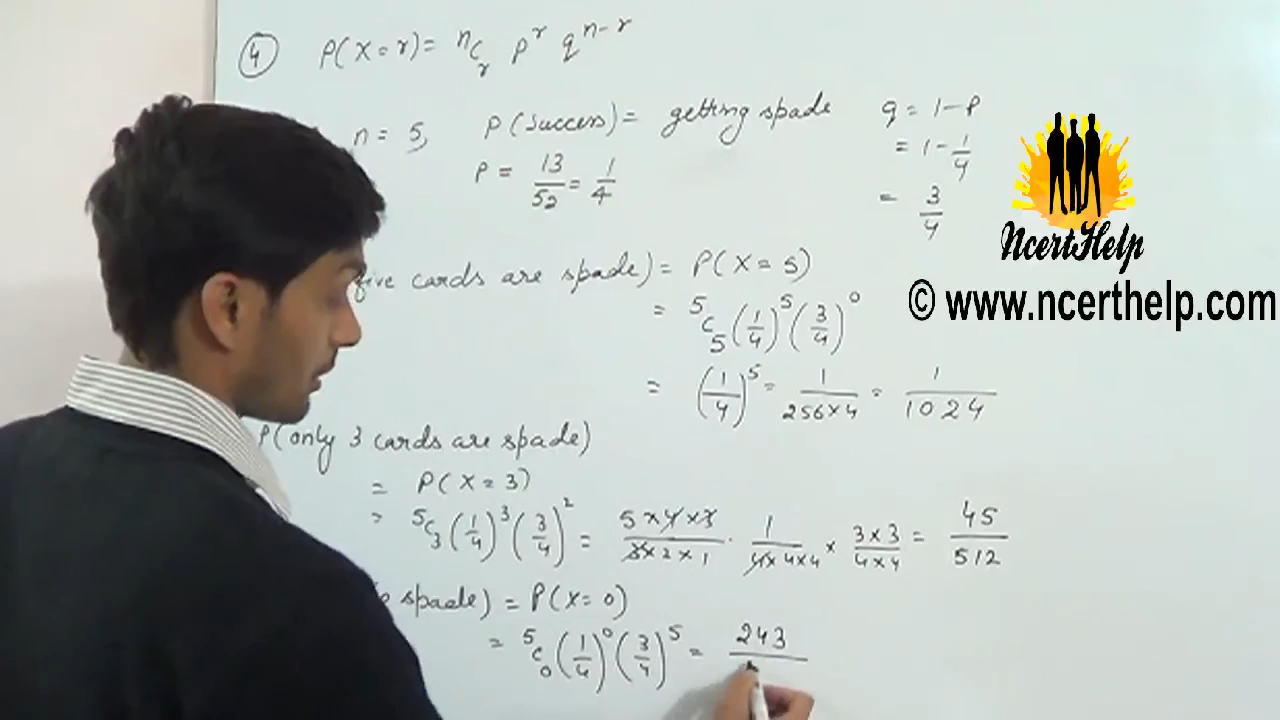 ④ P(X=r) = ⁿCᵣ pʳ qⁿ⁻ʳ
n = 5, P(success) = getting spade q = 1-P
P = 13/52 = 1/4 = 1 - 1/4
= 3/4
NcertHelp
© www.ncerthelp.com
five cards are spade) = P(X = 5)
= ⁵C₅ (1/4)⁵ (3/4)⁰
= (1/4)⁵ = 1/256×4 = 1/1024
P(only 3 cards are spade)
= P(X = 3)
= ⁵C₃ (1/4)³ (3/4)² = 5×4×3/3×2×1 · 1/4×4×4 × 3×3/4×4 = 45/512
spade) = P(X= 0)
= ⁵C₀ (1/4)⁰ (3/4)⁵ = 243